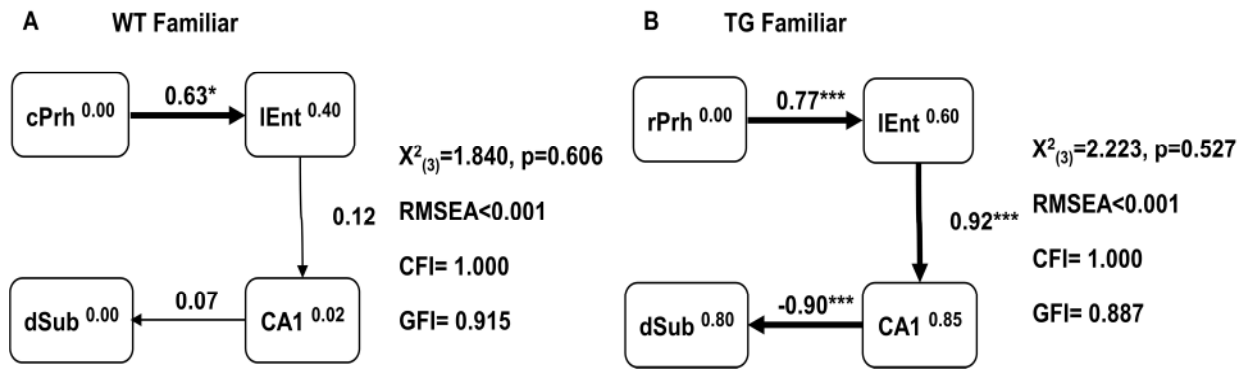 A WT Familiar
cPrh 0.00
0.63*
lEnt 0.40
0.12
CA1 0.02
0.07
dSub 0.00
X²(3)=1.840, p=0.606
RMSEA<0.001
CFI= 1.000
GFI= 0.915
B TG Familiar
rPrh 0.00
0.77***
lEnt 0.60
0.92***
CA1 0.85
-0.90***
dSub 0.80
X²(3)=2.223, p=0.527
RMSEA<0.001
CFI= 1.000
GFI= 0.887